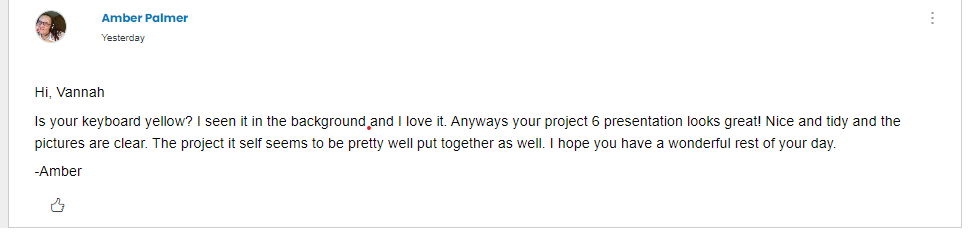 Amber Palmer
Yesterday
Hi, Vannah
Is your keyboard yellow? I seen it in the background and I love it. Anyways your project 6 presentation looks great! Nice and tidy and the
pictures are clear. The project it self seems to be pretty well put together as well. I hope you have a wonderful rest of your day.
-Amber